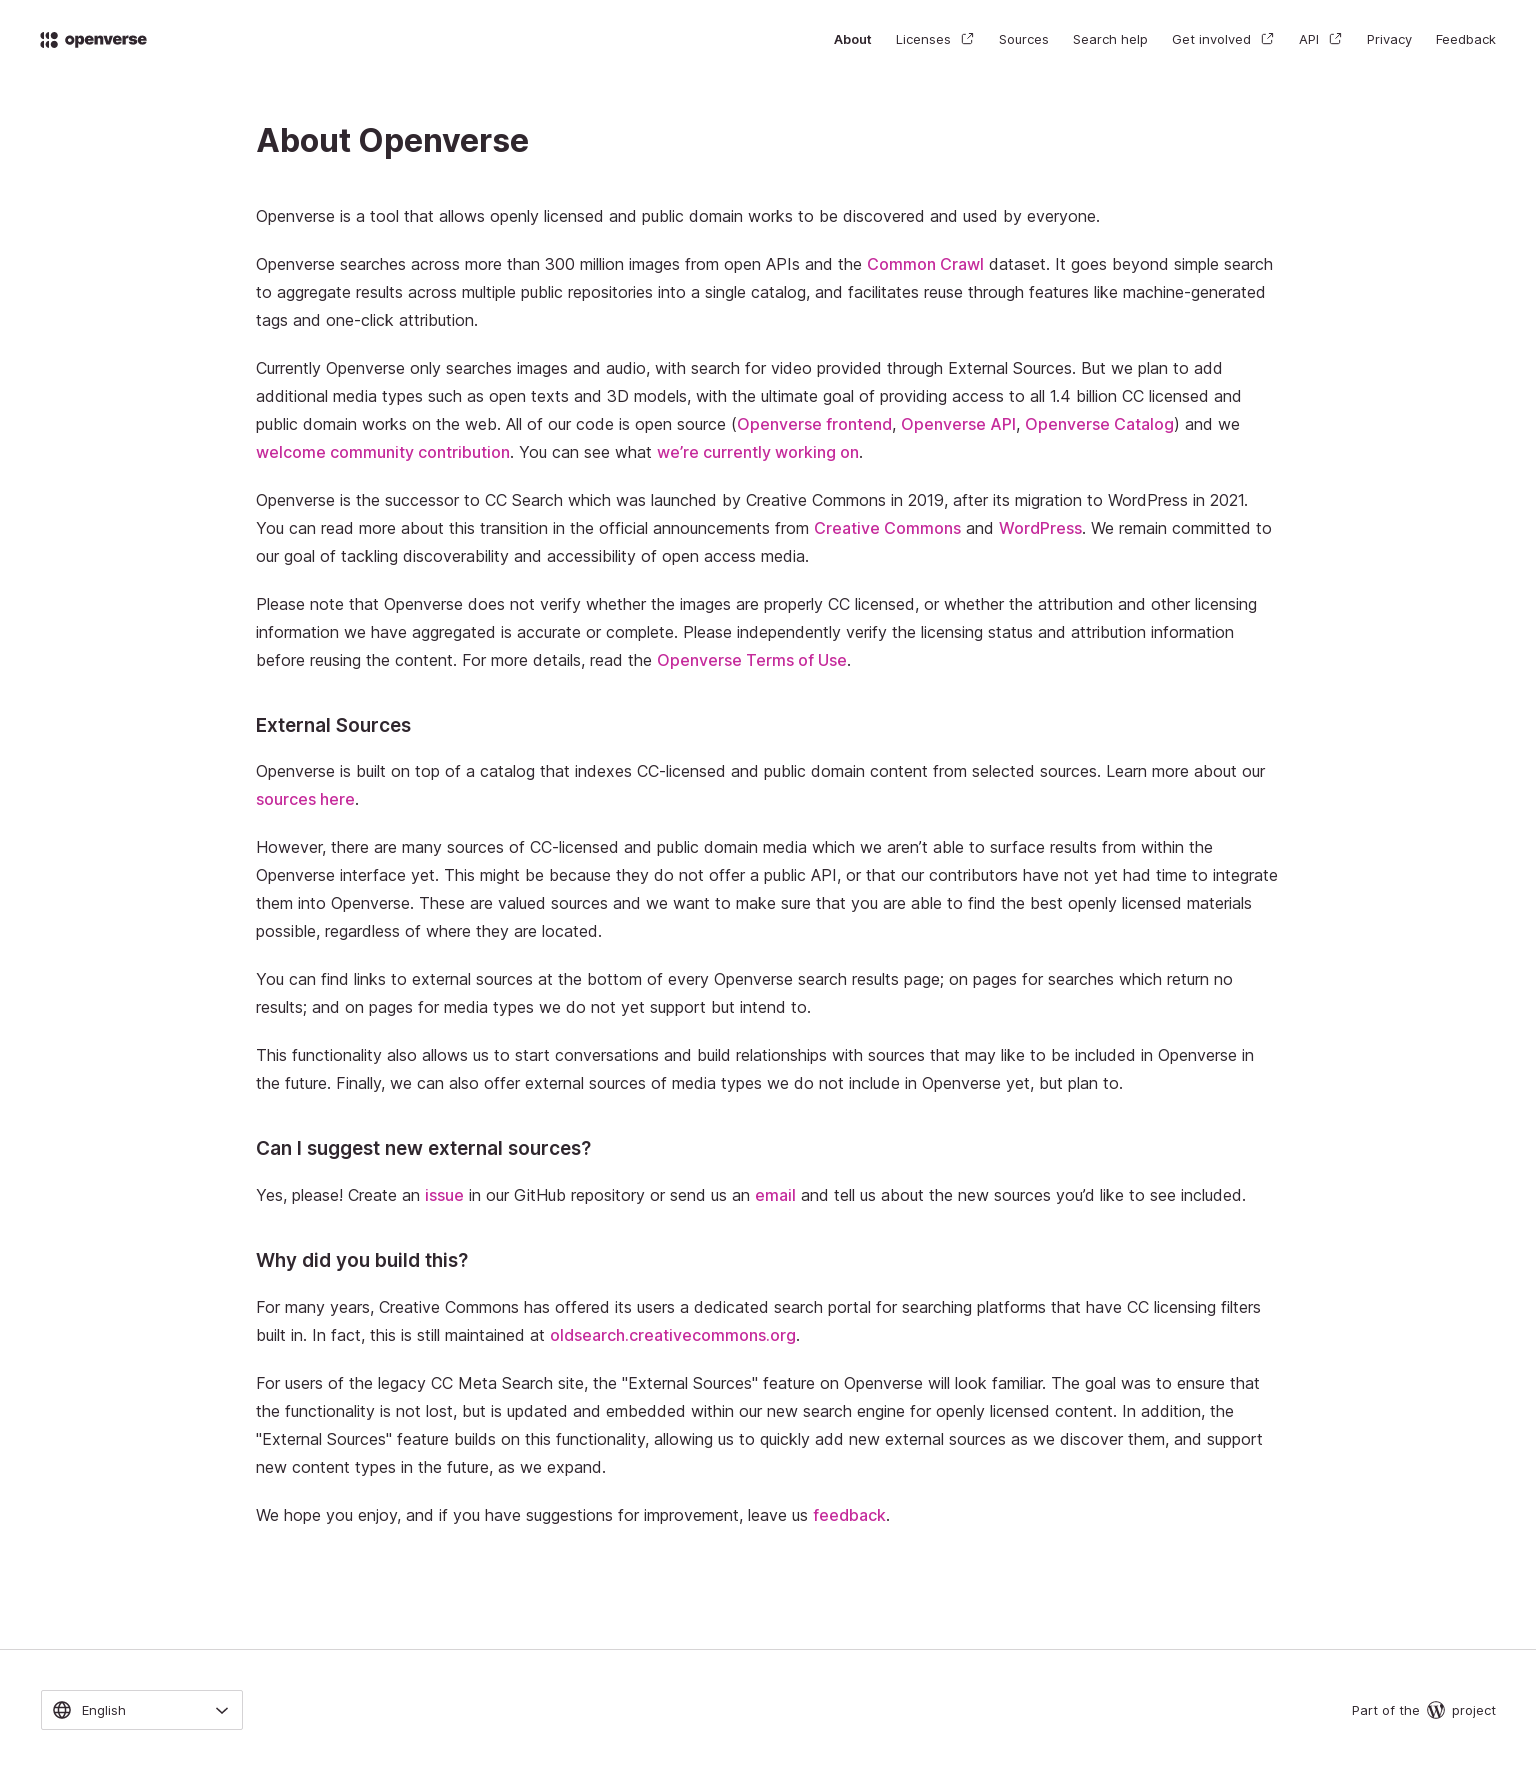 openverse
About Licenses Sources Search help Get involved API Privacy Feedback
About Openverse
Openverse is a tool that allows openly licensed and public domain works to be discovered and used by everyone.
Openverse searches across more than 300 million images from open APIs and the Common Crawl dataset. It goes beyond simple search
to aggregate results across multiple public repositories into a single catalog, and facilitates reuse through features like machine-generated
tags and one-click attribution.
Currently Openverse only searches images and audio, with search for video provided through External Sources. But we plan to add
additional media types such as open texts and 3D models, with the ultimate goal of providing access to all 1.4 billion CC licensed and
public domain works on the web. All of our code is open source (Openverse frontend, Openverse API, Openverse Catalog) and we
welcome community contribution. You can see what we’re currently working on.
Openverse is the successor to CC Search which was launched by Creative Commons in 2019, after its migration to WordPress in 2021.
You can read more about this transition in the official announcements from Creative Commons and WordPress. We remain committed to
our goal of tackling discoverability and accessibility of open access media.
Please note that Openverse does not verify whether the images are properly CC licensed, or whether the attribution and other licensing
information we have aggregated is accurate or complete. Please independently verify the licensing status and attribution information
before reusing the content. For more details, read the Openverse Terms of Use.
External Sources
Openverse is built on top of a catalog that indexes CC-licensed and public domain content from selected sources. Learn more about our
sources here.
However, there are many sources of CC-licensed and public domain media which we aren’t able to surface results from within the
Openverse interface yet. This might be because they do not offer a public API, or that our contributors have not yet had time to integrate
them into Openverse. These are valued sources and we want to make sure that you are able to find the best openly licensed materials
possible, regardless of where they are located.
You can find links to external sources at the bottom of every Openverse search results page; on pages for searches which return no
results; and on pages for media types we do not yet support but intend to.
This functionality also allows us to start conversations and build relationships with sources that may like to be included in Openverse in
the future. Finally, we can also offer external sources of media types we do not include in Openverse yet, but plan to.
Can I suggest new external sources?
Yes, please! Create an issue in our GitHub repository or send us an email and tell us about the new sources you’d like to see included.
Why did you build this?
For many years, Creative Commons has offered its users a dedicated search portal for searching platforms that have CC licensing filters
built in. In fact, this is still maintained at oldsearch.creativecommons.org.
For users of the legacy CC Meta Search site, the "External Sources" feature on Openverse will look familiar. The goal was to ensure that
the functionality is not lost, but is updated and embedded within our new search engine for openly licensed content. In addition, the
"External Sources" feature builds on this functionality, allowing us to quickly add new external sources as we discover them, and support
new content types in the future, as we expand.
We hope you enjoy, and if you have suggestions for improvement, leave us feedback.
English
Part of the project